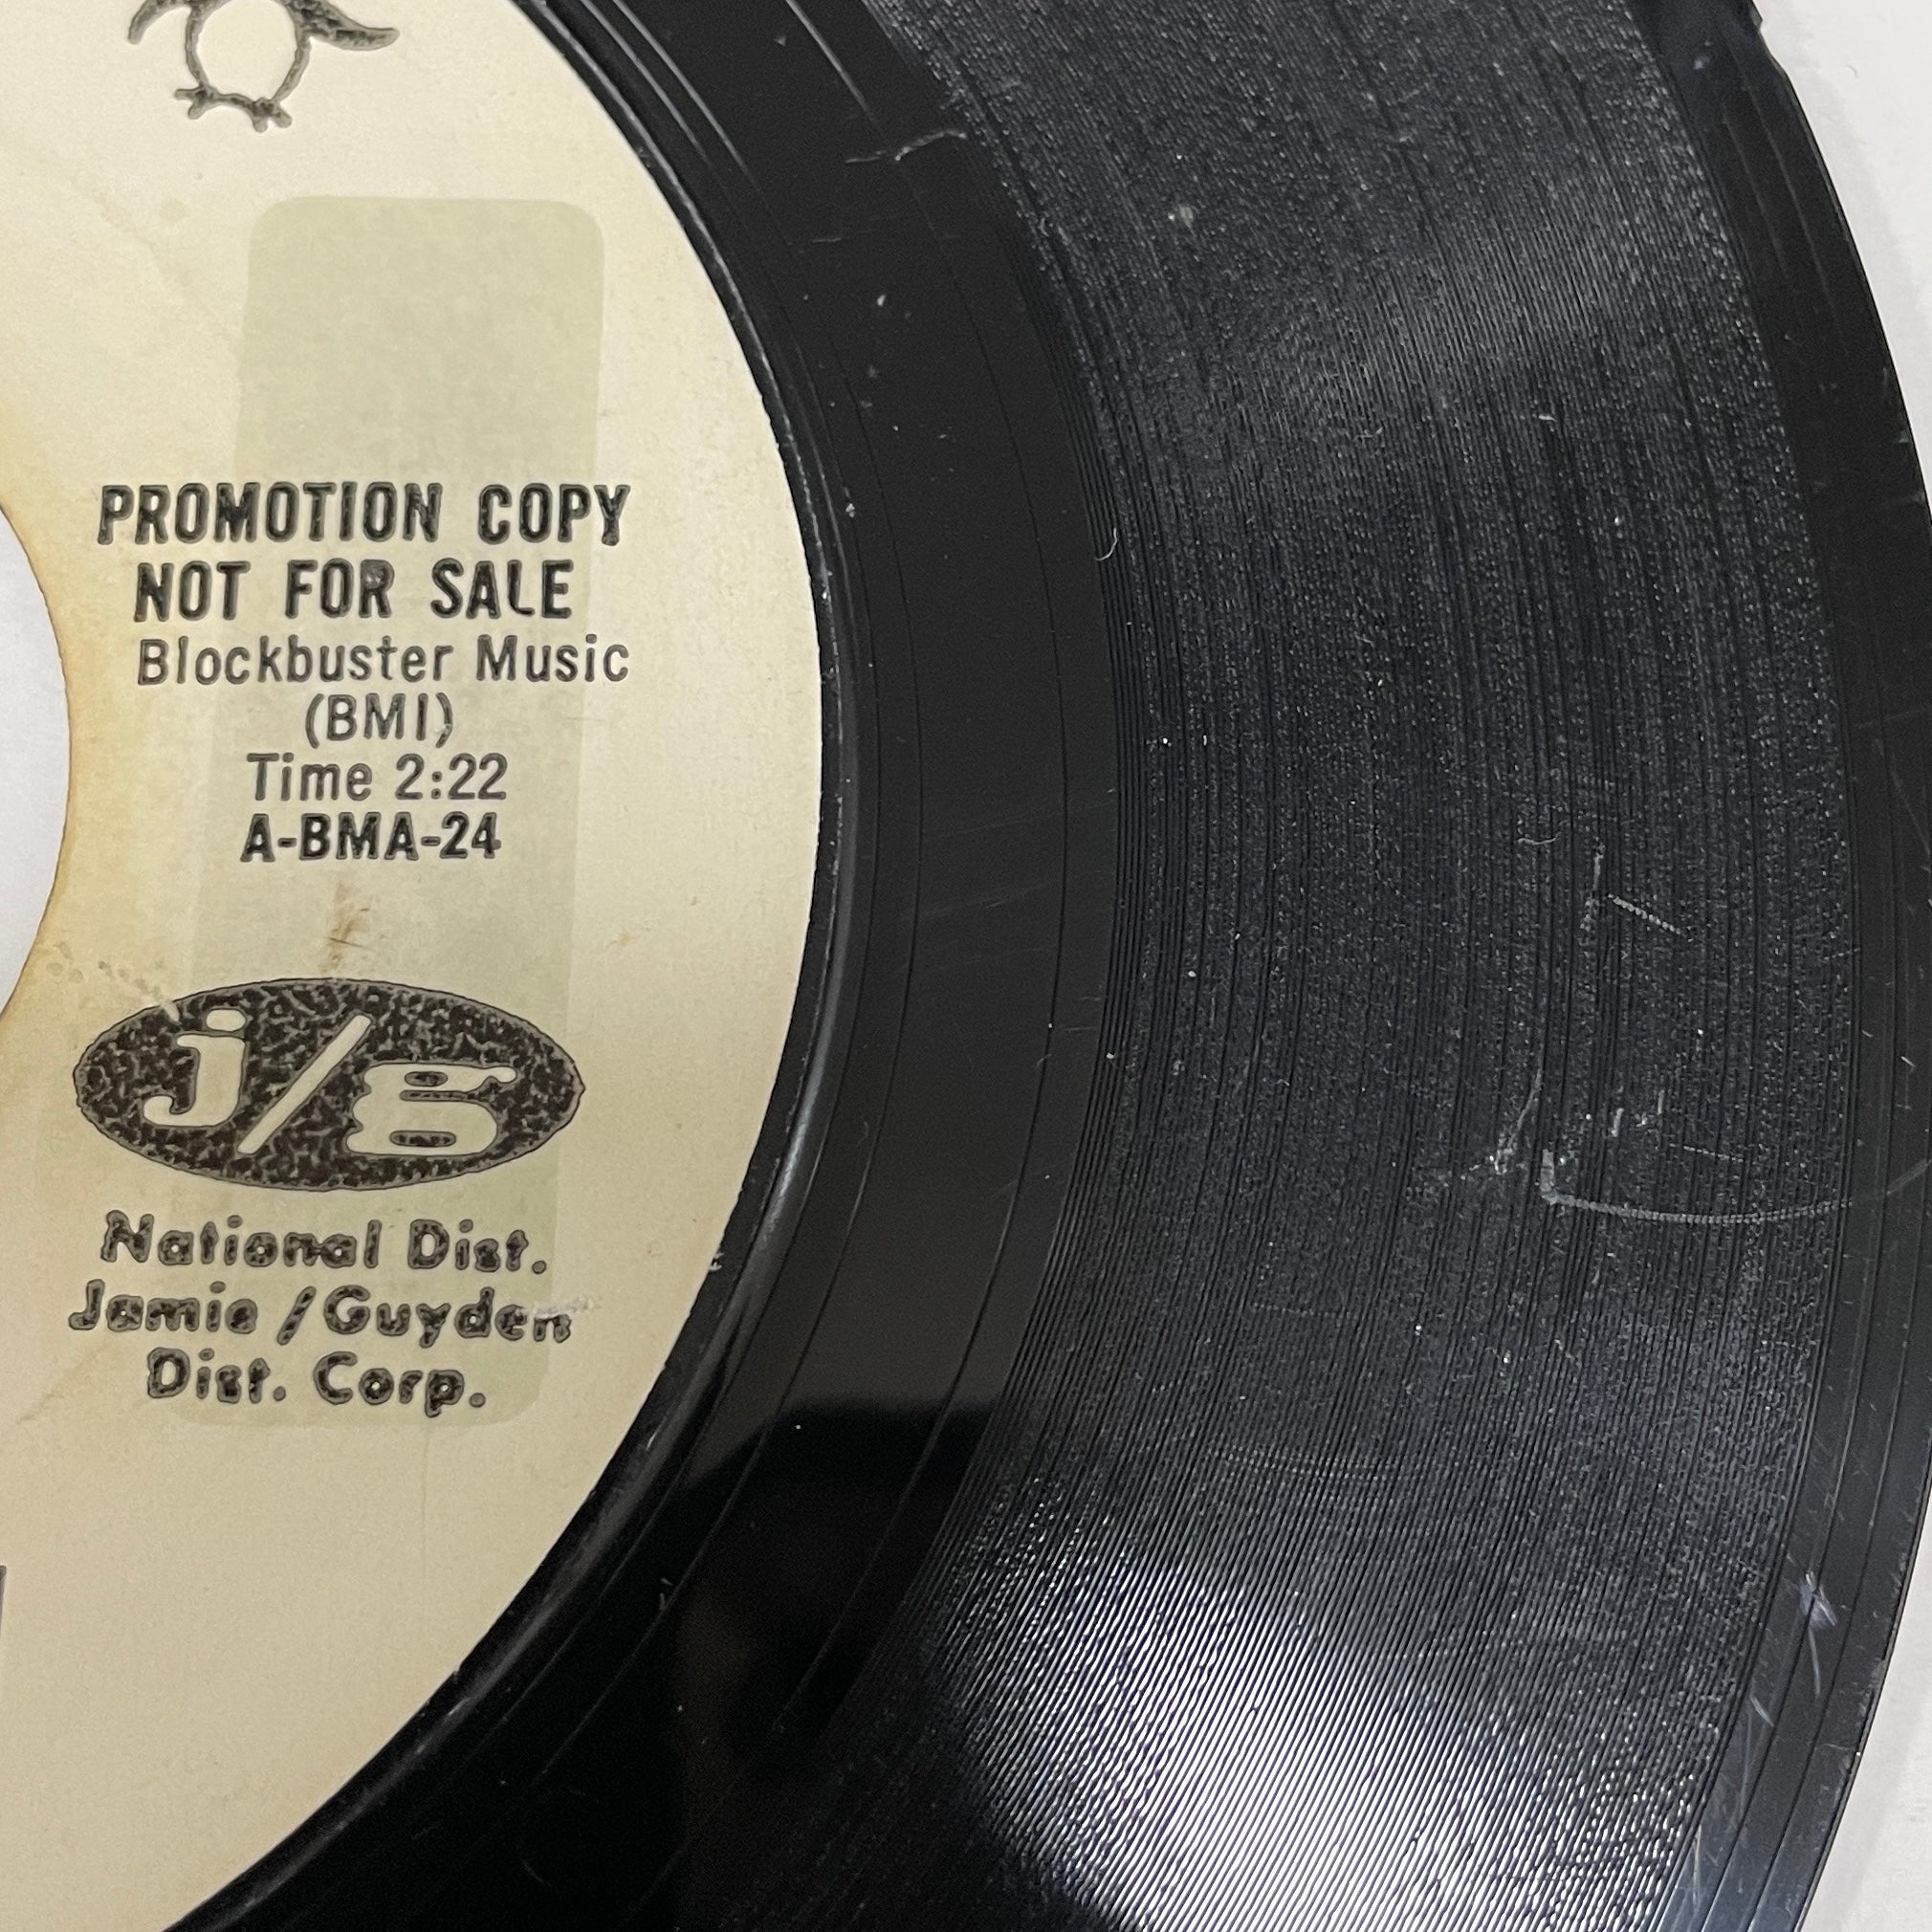 PROMOTION COPY
NOT FOR SALE
Blockbuster Music
(BMI)
Time 2:22
A-BMA-24
j/g
National Dist.
Jamie/Guyden
Dist. Corp.